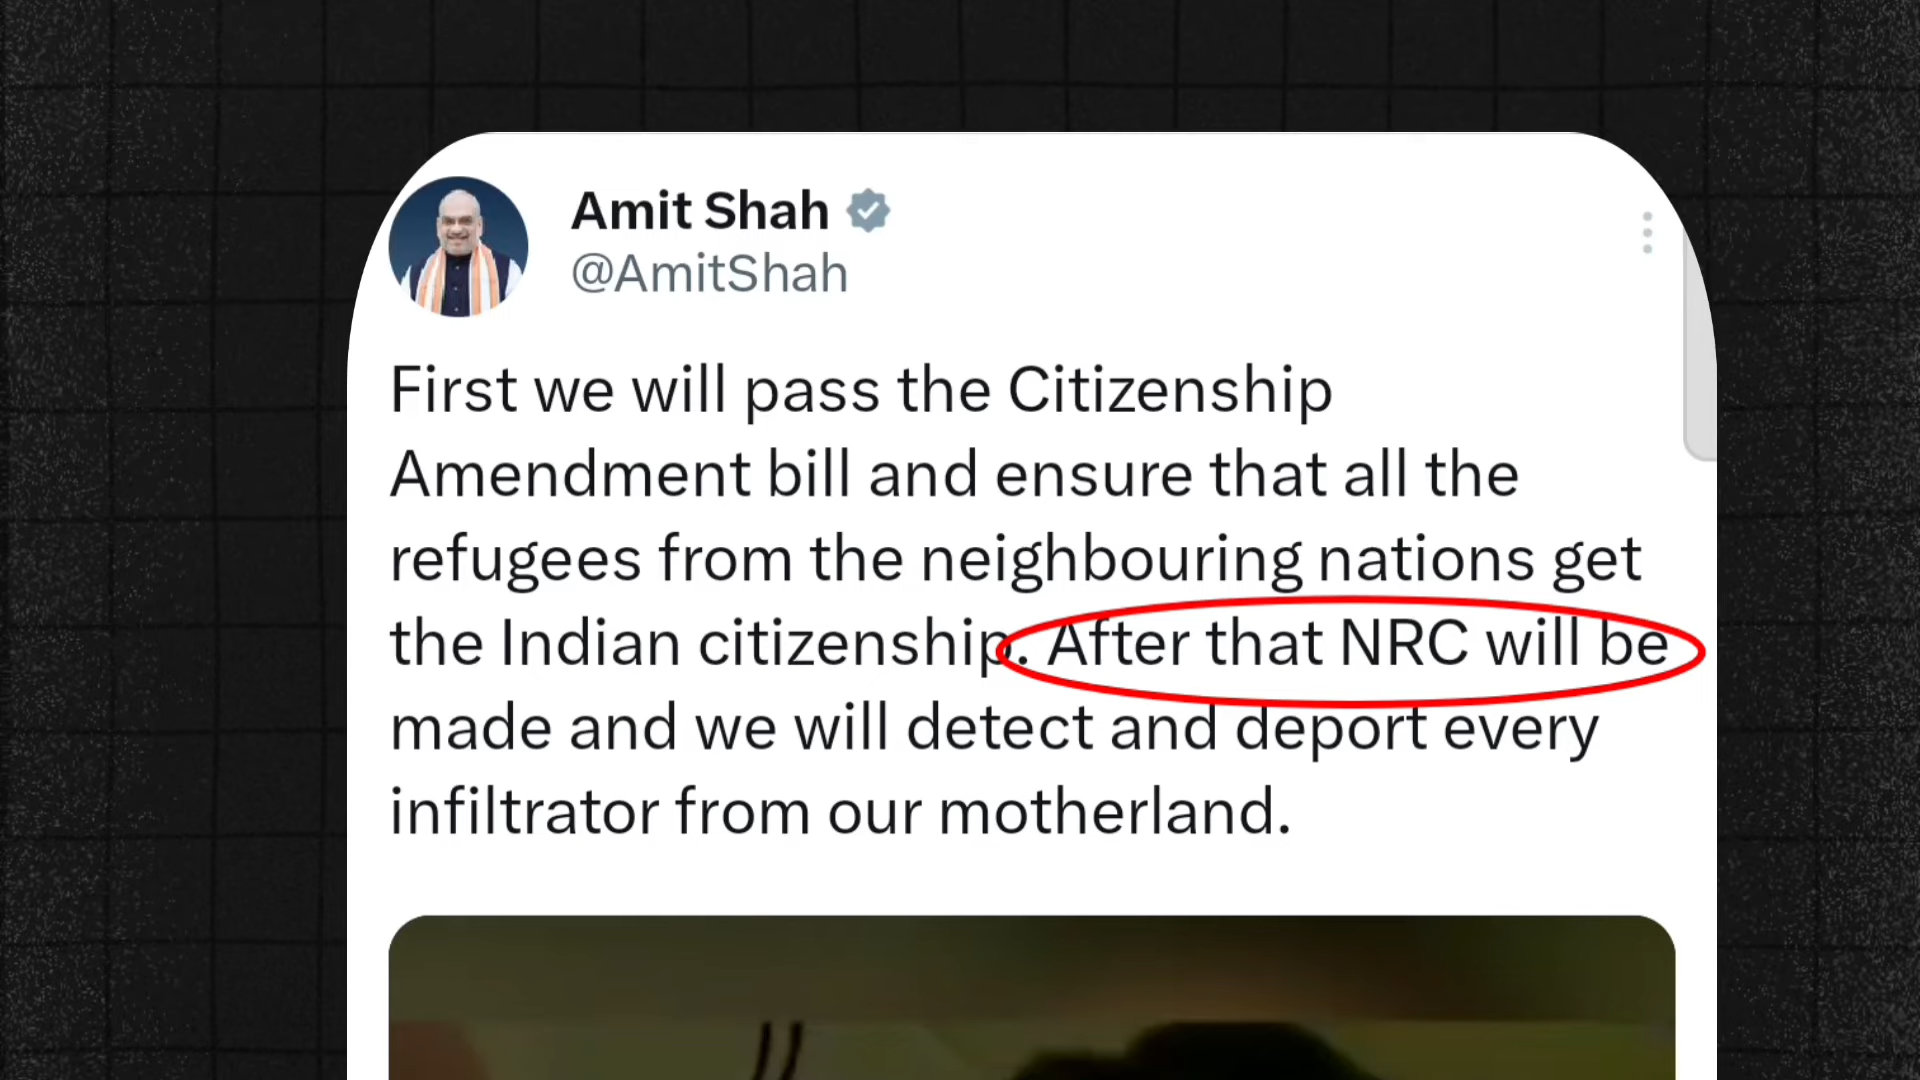 Amit Shah
@AmitShah
First we will pass the Citizenship
Amendment bill and ensure that all the
refugees from the neighbouring nations get
the Indian citizenship. After that NRC will be
made and we will detect and deport every
infiltrator from our motherland.